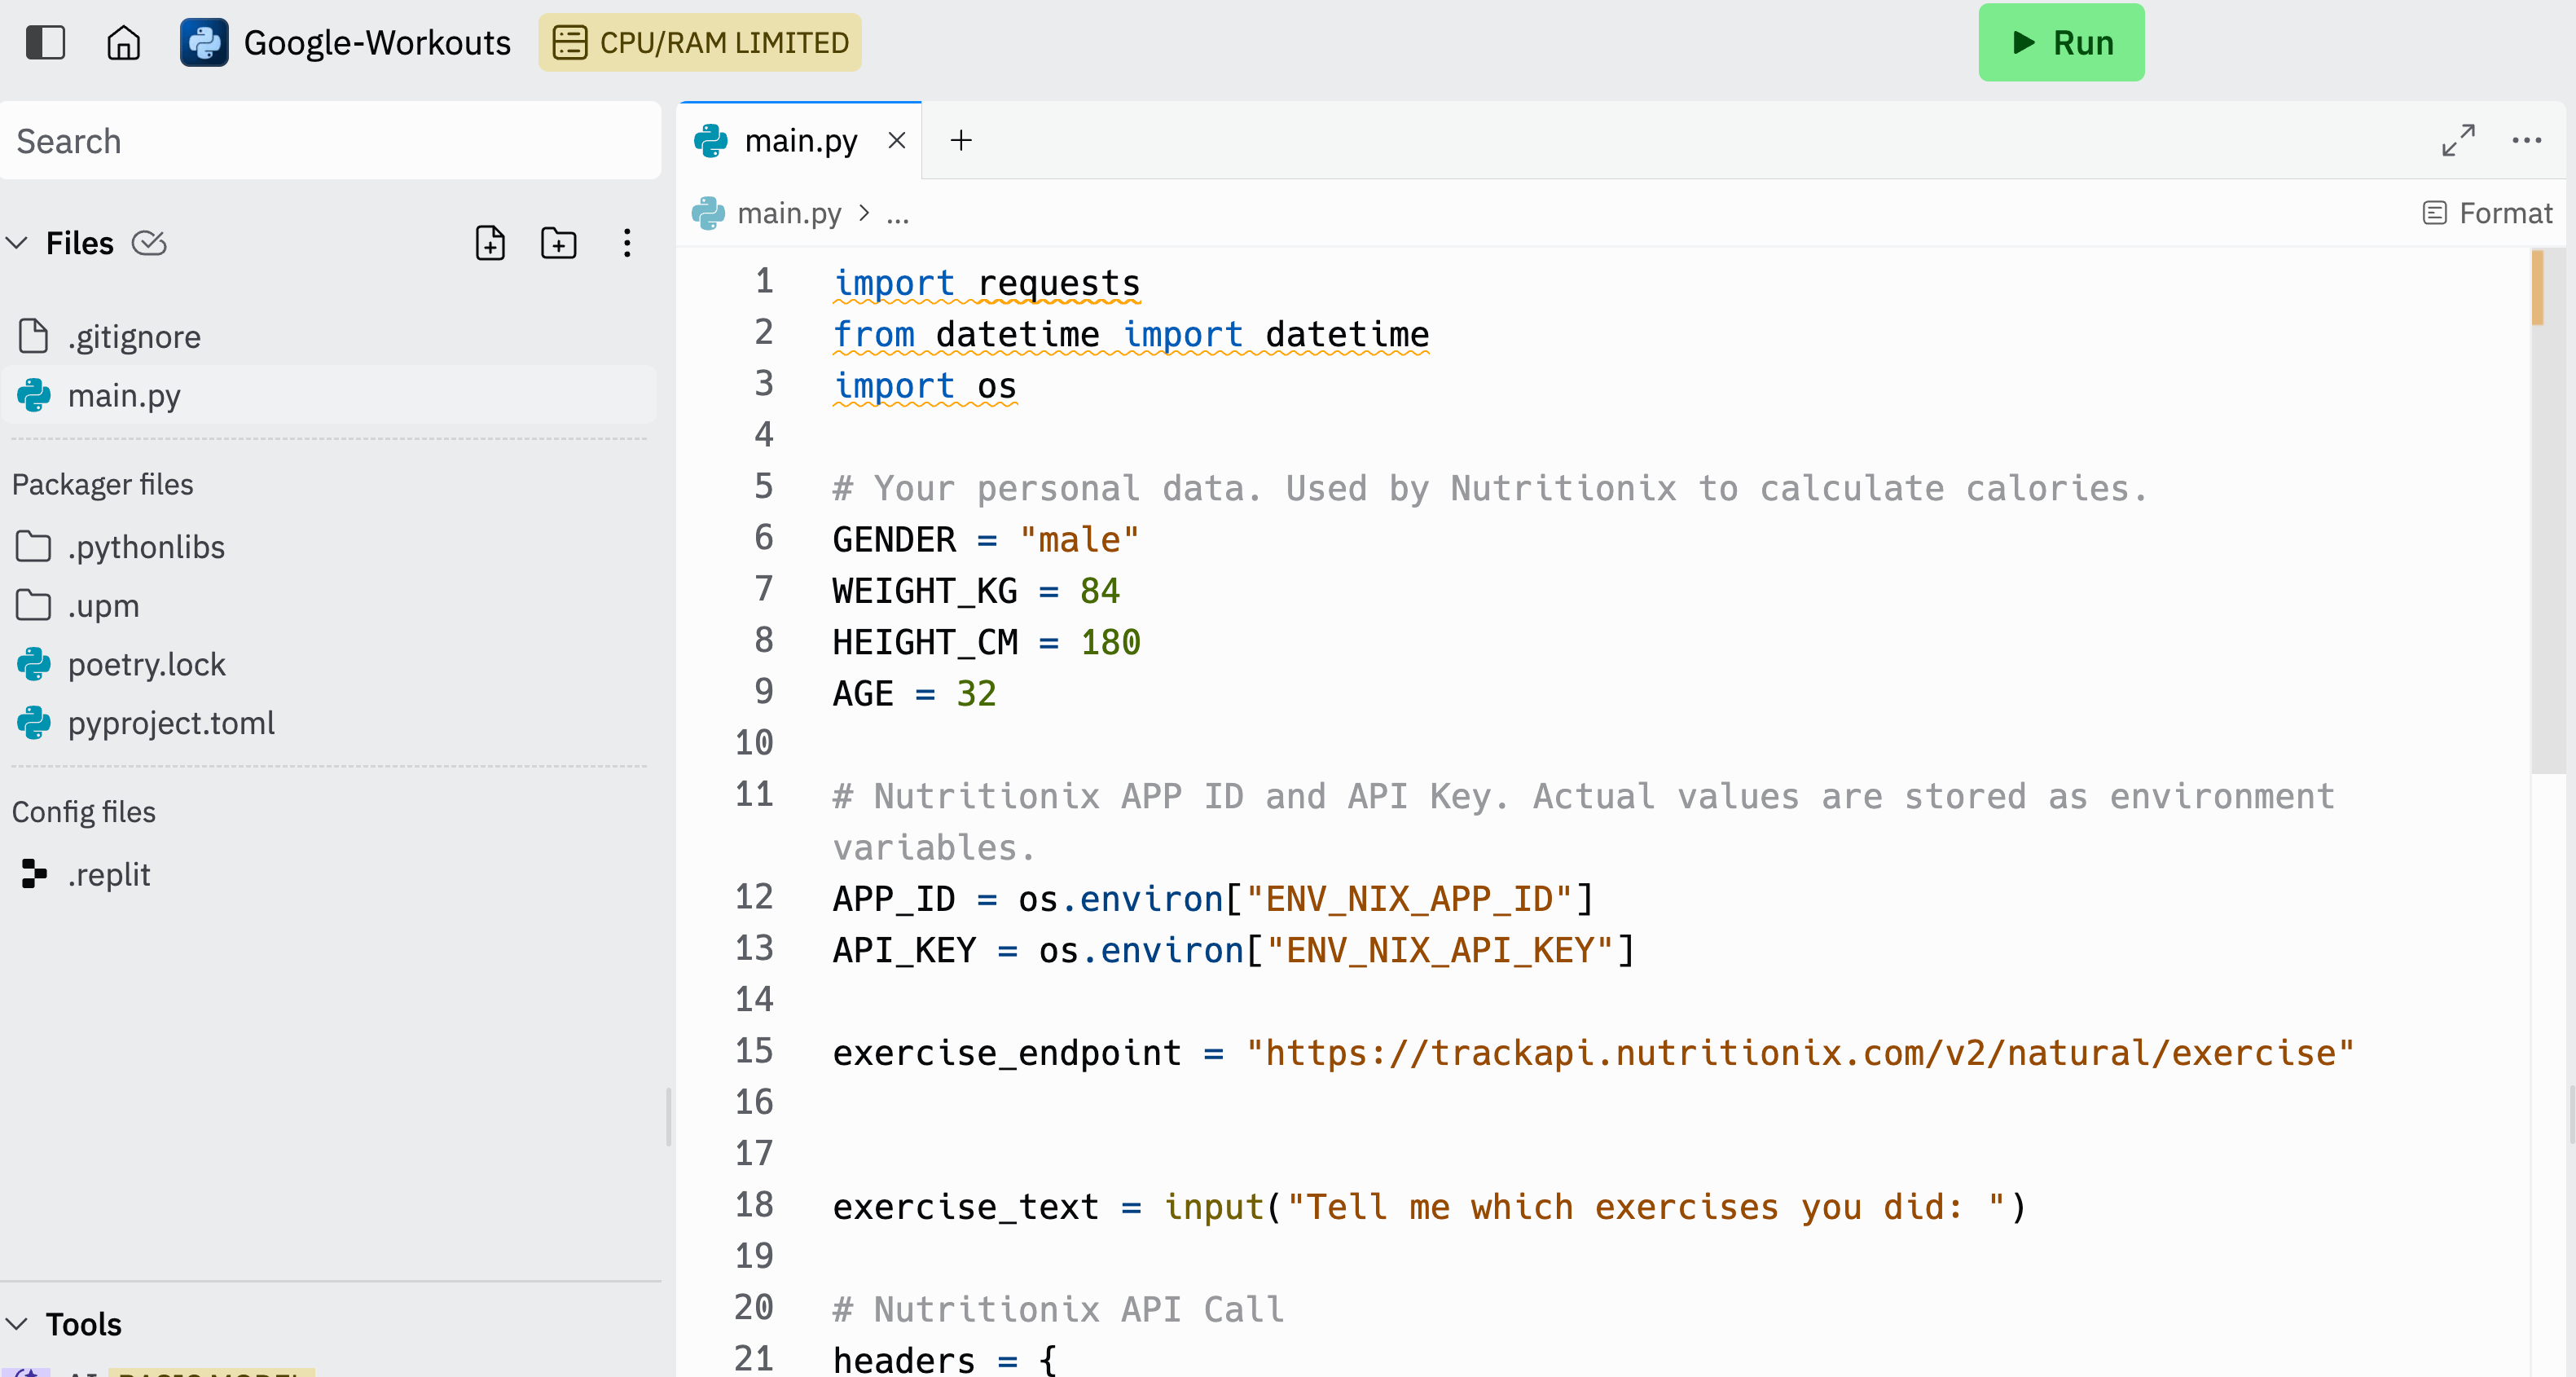 Google-Workouts
CPU/RAM LIMITED
Run
Search
Files
.gitignore
main.py
Packager files
.pythonlibs
.upm
poetry.lock
pyproject.toml
Config files
.replit
Tools
main.py
main.py > ...
Format
1 import requests
2 from datetime import datetime
3 import os
4
5 # Your personal data. Used by Nutritionix to calculate calories.
6 GENDER = "male"
7 WEIGHT_KG = 84
8 HEIGHT_CM = 180
9 AGE = 32
10
11 # Nutritionix APP ID and API Key. Actual values are stored as environment
variables.
12 APP_ID = os.environ["ENV_NIX_APP_ID"]
13 API_KEY = os.environ["ENV_NIX_API_KEY"]
14
15 exercise_endpoint = "https://trackapi.nutritionix.com/v2/natural/exercise"
16
17
18 exercise_text = input("Tell me which exercises you did: ")
19
20 # Nutritionix API Call
21 headers = {